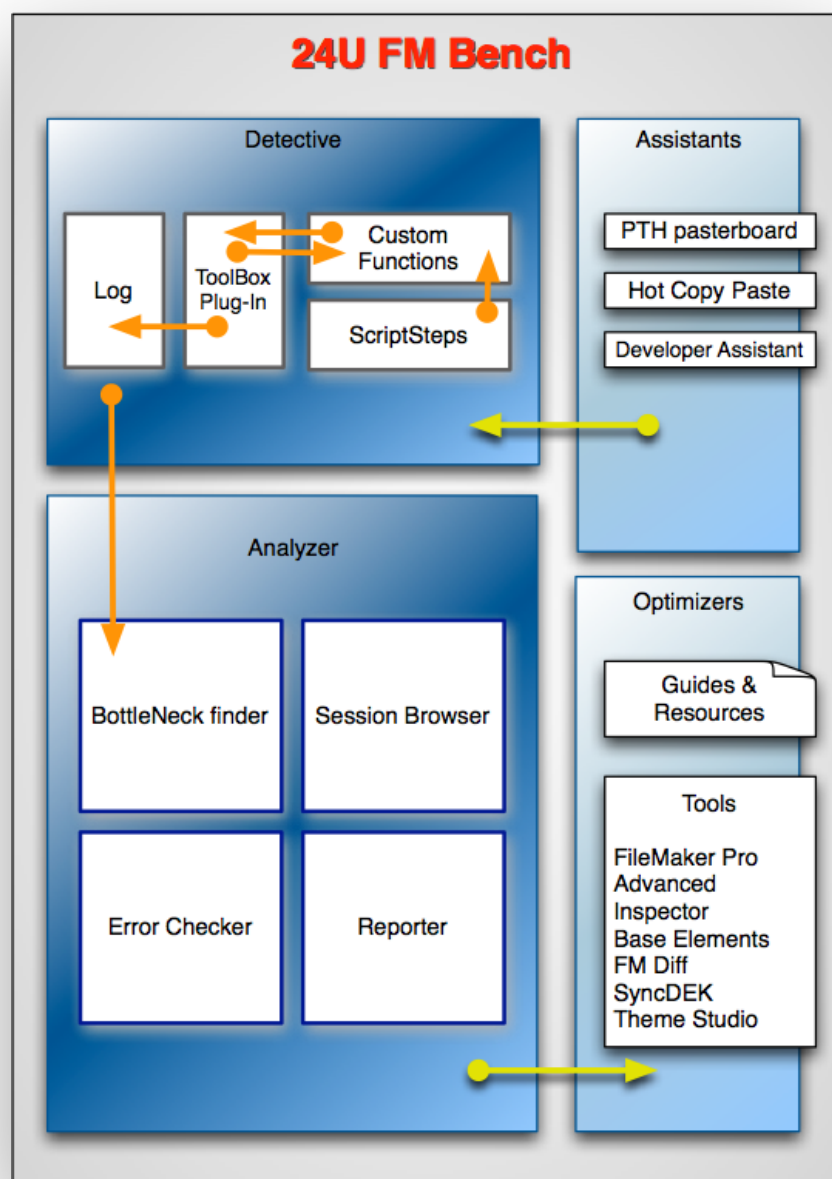 24U FM Bench
Detective
Log
ToolBox
Plug-In
Custom
Functions
ScriptSteps
Assistants
PTH pasterboard
Hot Copy Paste
Developer Assistant
Analyzer
BottleNeck finder
Session Browser
Error Checker
Reporter
Optimizers
Guides &
Resources
Tools
FileMaker Pro
Advanced
Inspector
Base Elements
FM Diff
SyncDEK
Theme Studio